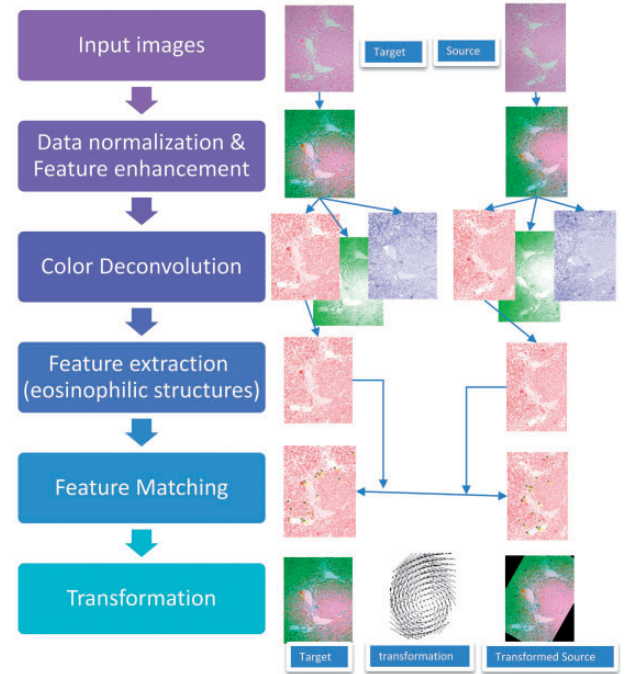 Input images
Target
Source
Data normalization &
Feature enhancement
Color Deconvolution
Feature extraction
(eosinophilic structures)
Feature Matching
Transformation
Target
transformation
Transformed Source